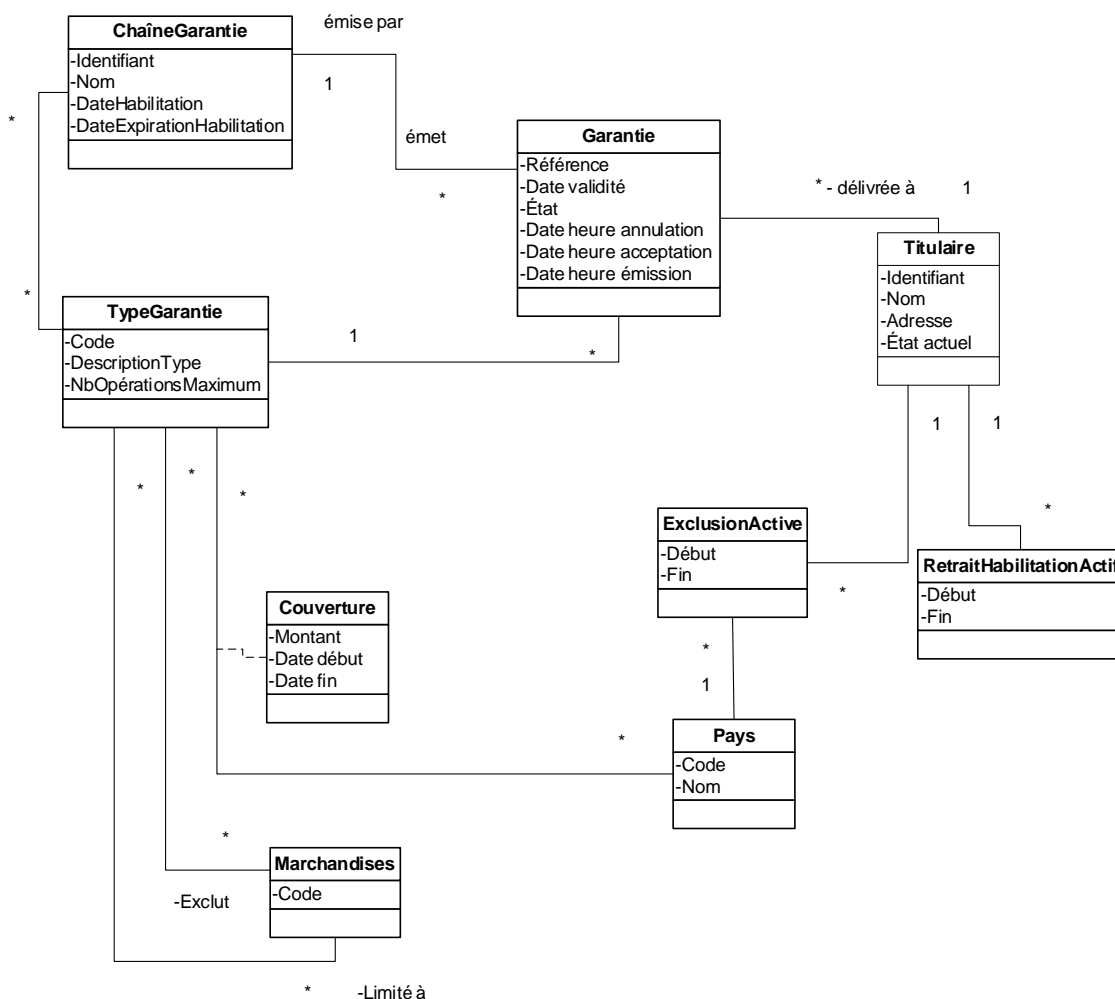 ChaîneGarantie
-Identifiant
-Nom
-DateHabilitation
-DateExpirationHabilitation
émise par
1
*
émet
*
Garantie
-Référence
-Date validité
-État
-Date heure annulation
-Date heure acceptation
-Date heure émission
* - délivrée à
1
Titulaire
-Identifiant
-Nom
-Adresse
-État actuel
*
TypeGarantie
-Code
-DescriptionType
-NbOpérationsMaximum
1
*
1
1
*
*
*
*
ExclusionActive
-Début
-Fin
*
RetraitHabilitationActif
-Début
-Fin
Couverture
-Montant
-Date début
-Date fin
*
1
*
Pays
-Code
-Nom
*
Marchandises
-Code
-Exclut
*
-Limité à